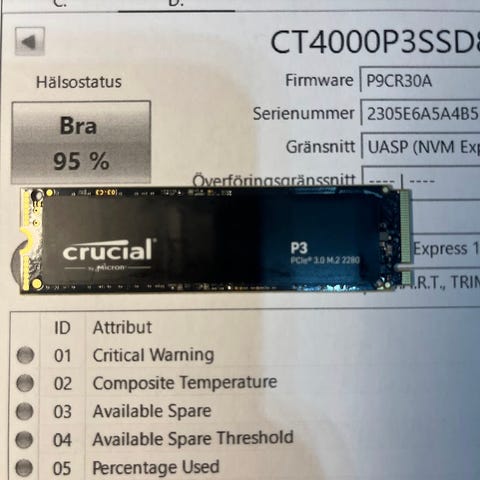 C: D:
CT4000P3SSD8
Hälsostatus
Firmware P9CR30A
Serienummer 2305E6A5A4B5
Bra
95 %
Gränsnitt UASP (NVM Exp
Överföringsgränssnitt ---- | ----
crucial
by Micron
P3
PCIe® 3.0 M.2 2280
Express 1
A.R.T., TRIM
ID Attribut
01 Critical Warning
02 Composite Temperature
03 Available Spare
04 Available Spare Threshold
05 Percentage Used